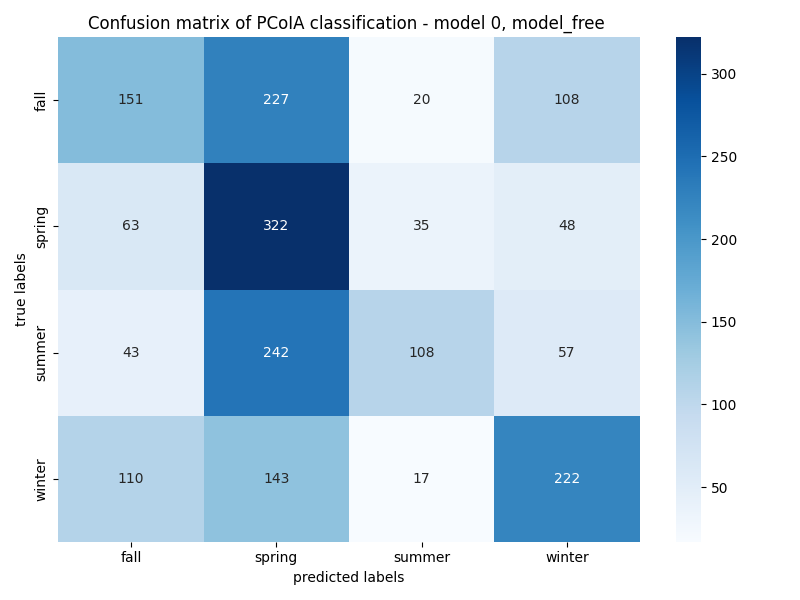 Confusion matrix of PCoIA classification - model 0, model_free
fall 151 227 20 108
spring 63 322 35 48
summer 43 242 108 57
winter 110 143 17 222
fall spring summer winter
predicted labels
true labels
300
250
200
150
100
50